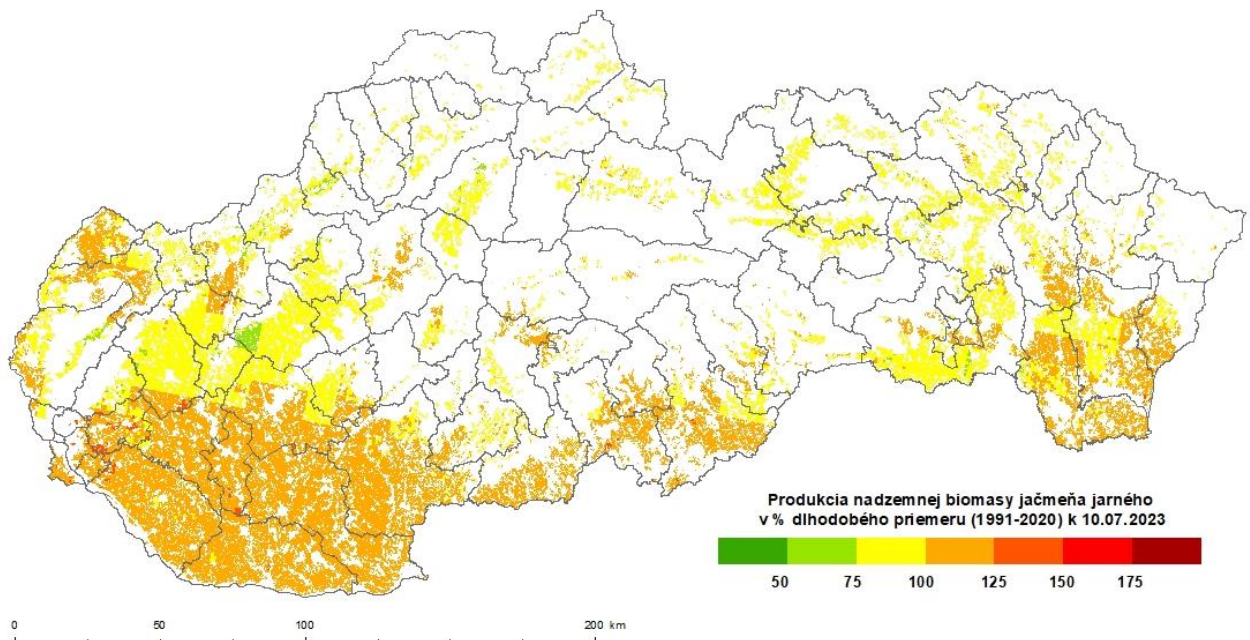 Produkcia nadzemnej biomasy jačmeňa jarného
v % dlhodobého priemeru (1991-2020) k 10.07.2023
50 75 100 125 150 175
0 50 100 200 km